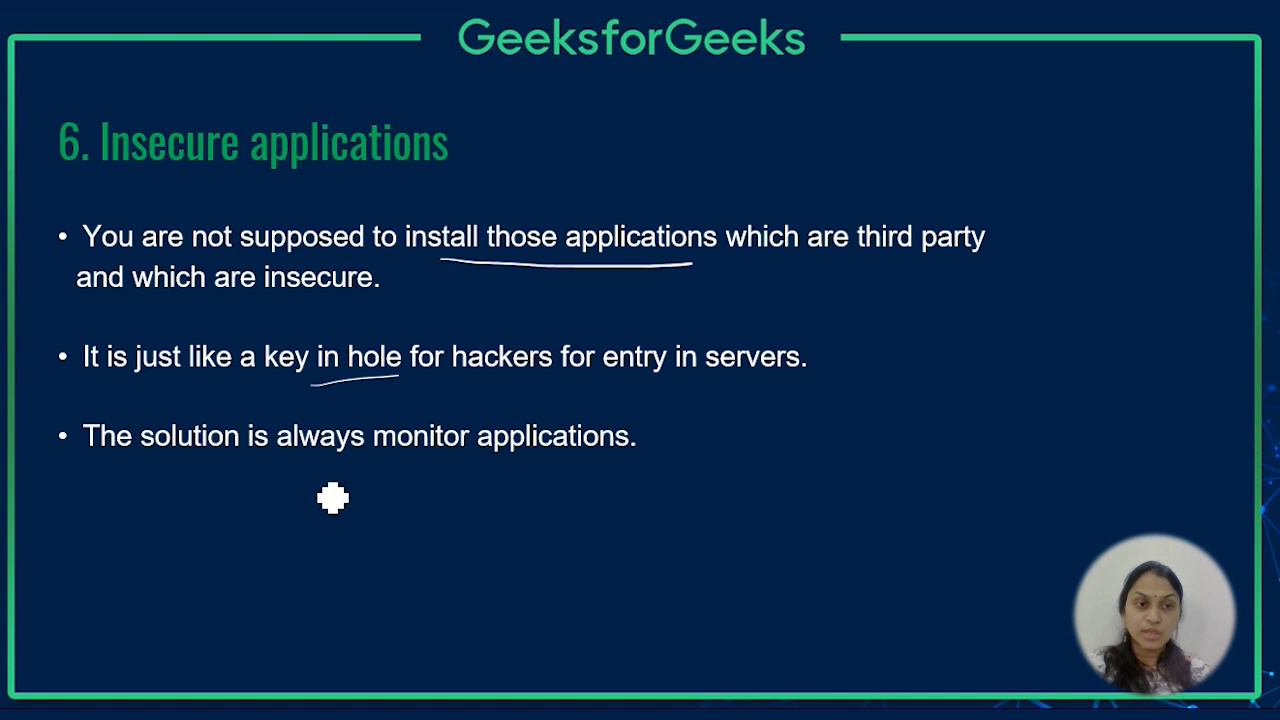 GeeksforGeeks
6. Insecure applications
• You are not supposed to install those applications which are third party
and which are insecure.
• It is just like a key in hole for hackers for entry in servers.
• The solution is always monitor applications.